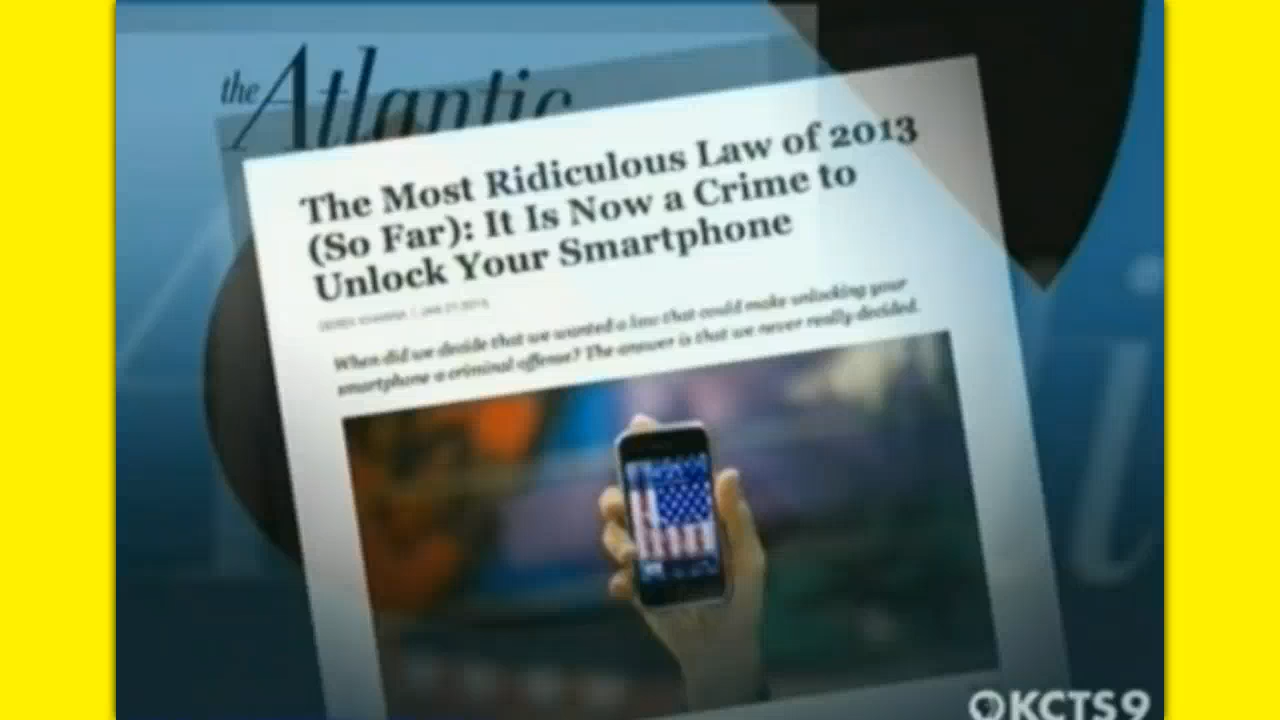 the Atlantic
The Most Ridiculous Law of 2013
(So Far): It Is Now a Crime to
Unlock Your Smartphone
When did we decide that we wanted a law that could make unlocking your
smartphone a criminal offense? The answer is that we never really decided.
KCTS9